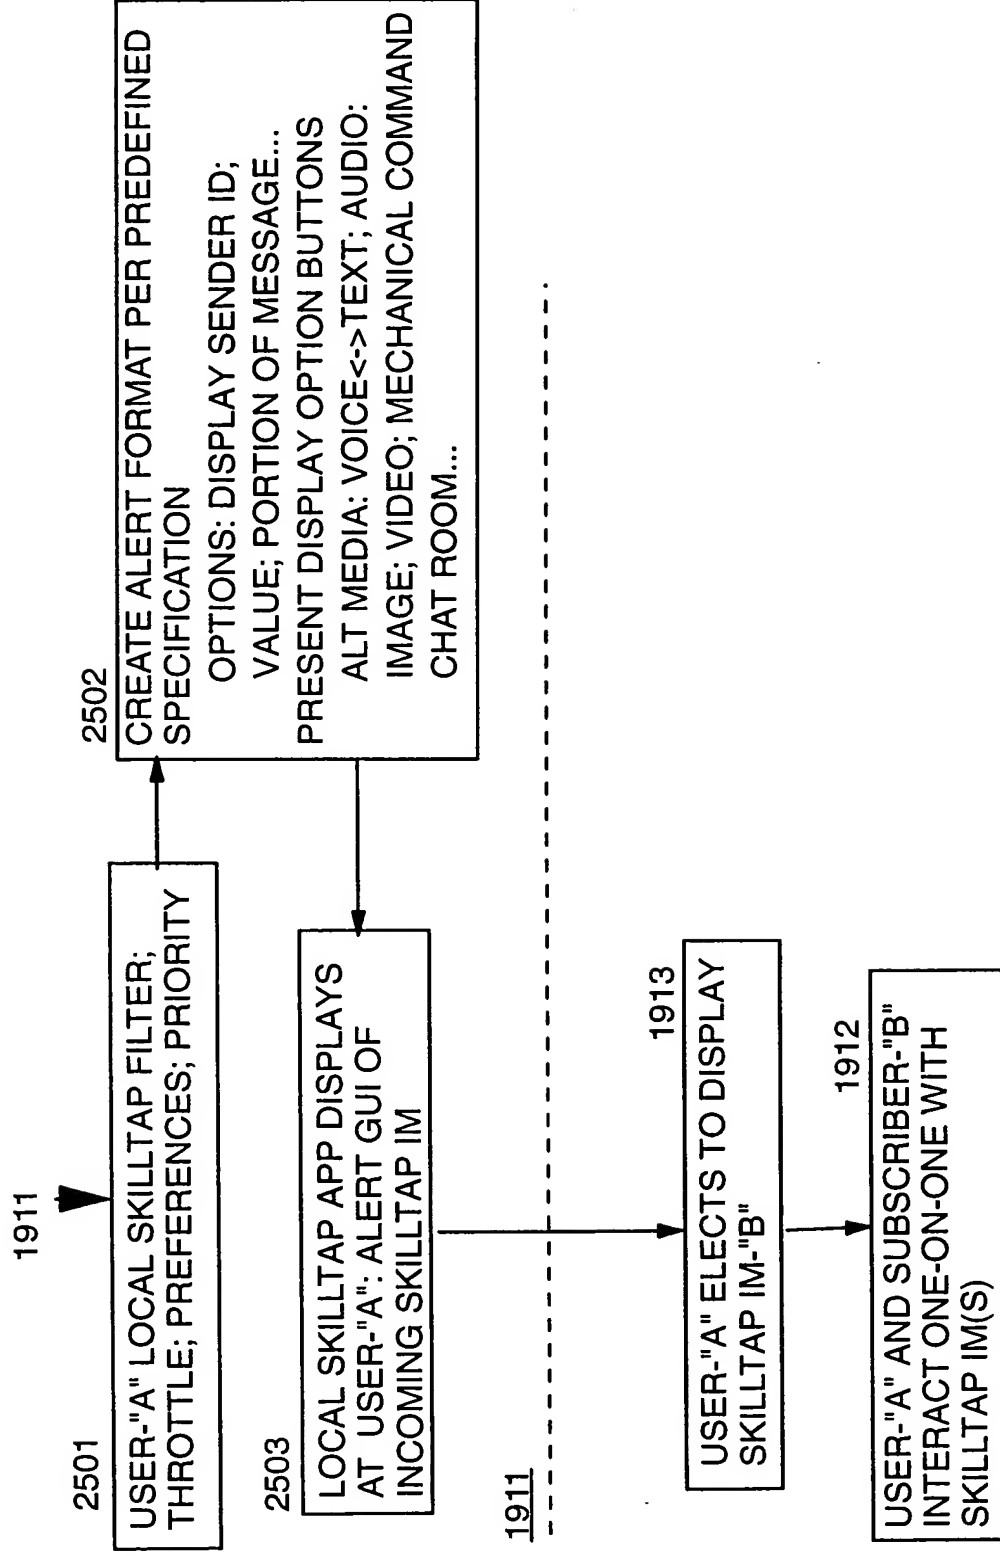 1911
2501
USER-"A" LOCAL SKILLTAP FILTER;
THROTTLE; PREFERENCES; PRIORITY
2502
CREATE ALERT FORMAT PER PREDEFINED
SPECIFICATION
OPTIONS: DISPLAY SENDER ID;
VALUE; PORTION OF MESSAGE...
PRESENT DISPLAY OPTION BUTTONS
ALT MEDIA: VOICE<->TEXT; AUDIO:
IMAGE; VIDEO; MECHANICAL COMMAND
CHAT ROOM...
2503
LOCAL SKILLTAP APP DISPLAYS
AT USER-"A": ALERT GUI OF
INCOMING SKILLTAP IM
1911
1913
USER-"A" ELECTS TO DISPLAY
SKILLTAP IM-"B"
1912
USER-"A" AND SUBSCRIBER-"B"
INTERACT ONE-ON-ONE WITH
SKILLTAP IM(S)